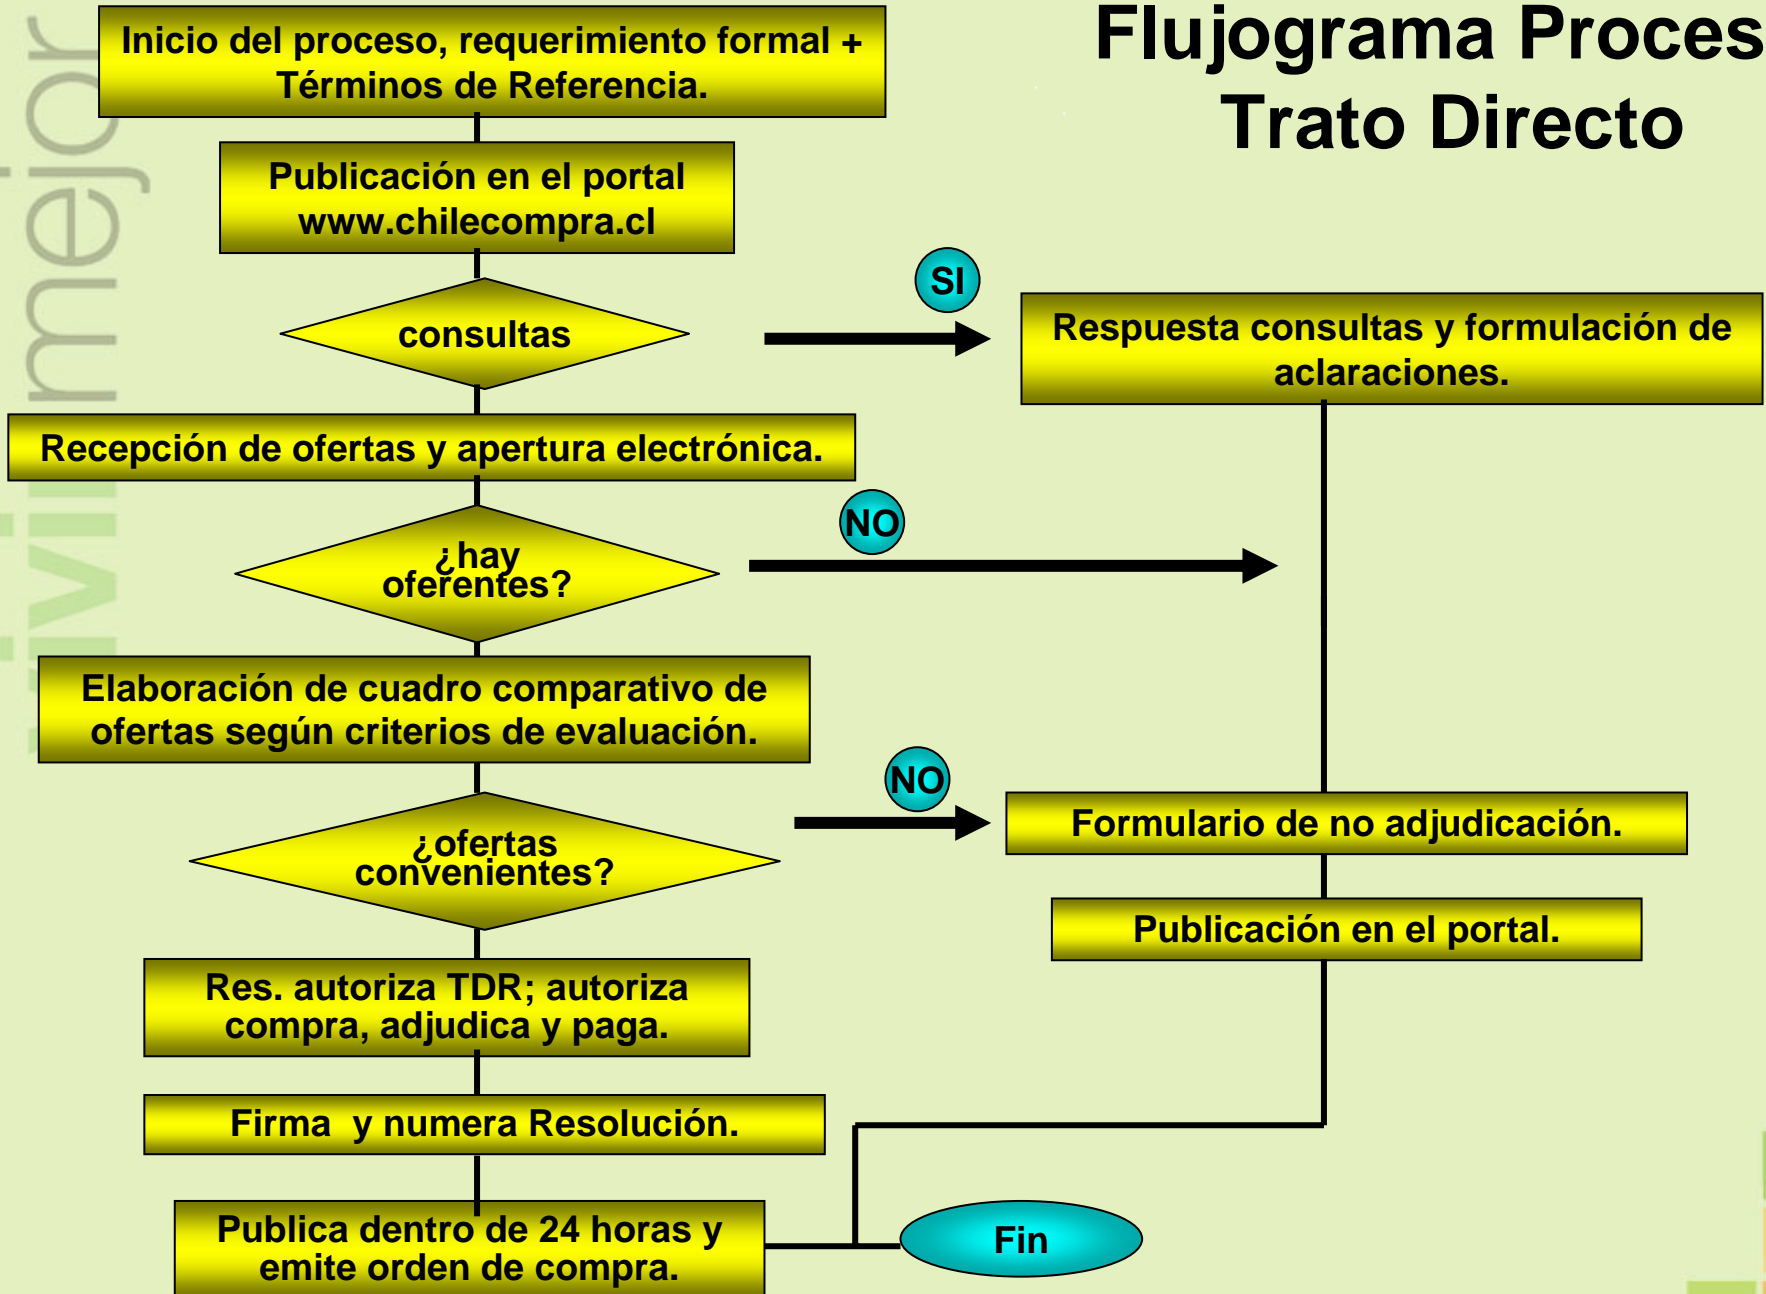 Flujograma Proces
Trato Directo
Inicio del proceso, requerimiento formal +
Términos de Referencia.
Publicación en el portal
www.chilecompra.cl
consultas
SI
Respuesta consultas y formulación de
aclaraciones.
Recepción de ofertas y apertura electrónica.
¿hay
oferentes?
NO
Elaboración de cuadro comparativo de
ofertas según criterios de evaluación.
¿ofertas
convenientes?
NO
Formulario de no adjudicación.
Publicación en el portal.
Res. autoriza TDR; autoriza
compra, adjudica y paga.
Firma y numera Resolución.
Publica dentro de 24 horas y
emite orden de compra.
Fin
mejor